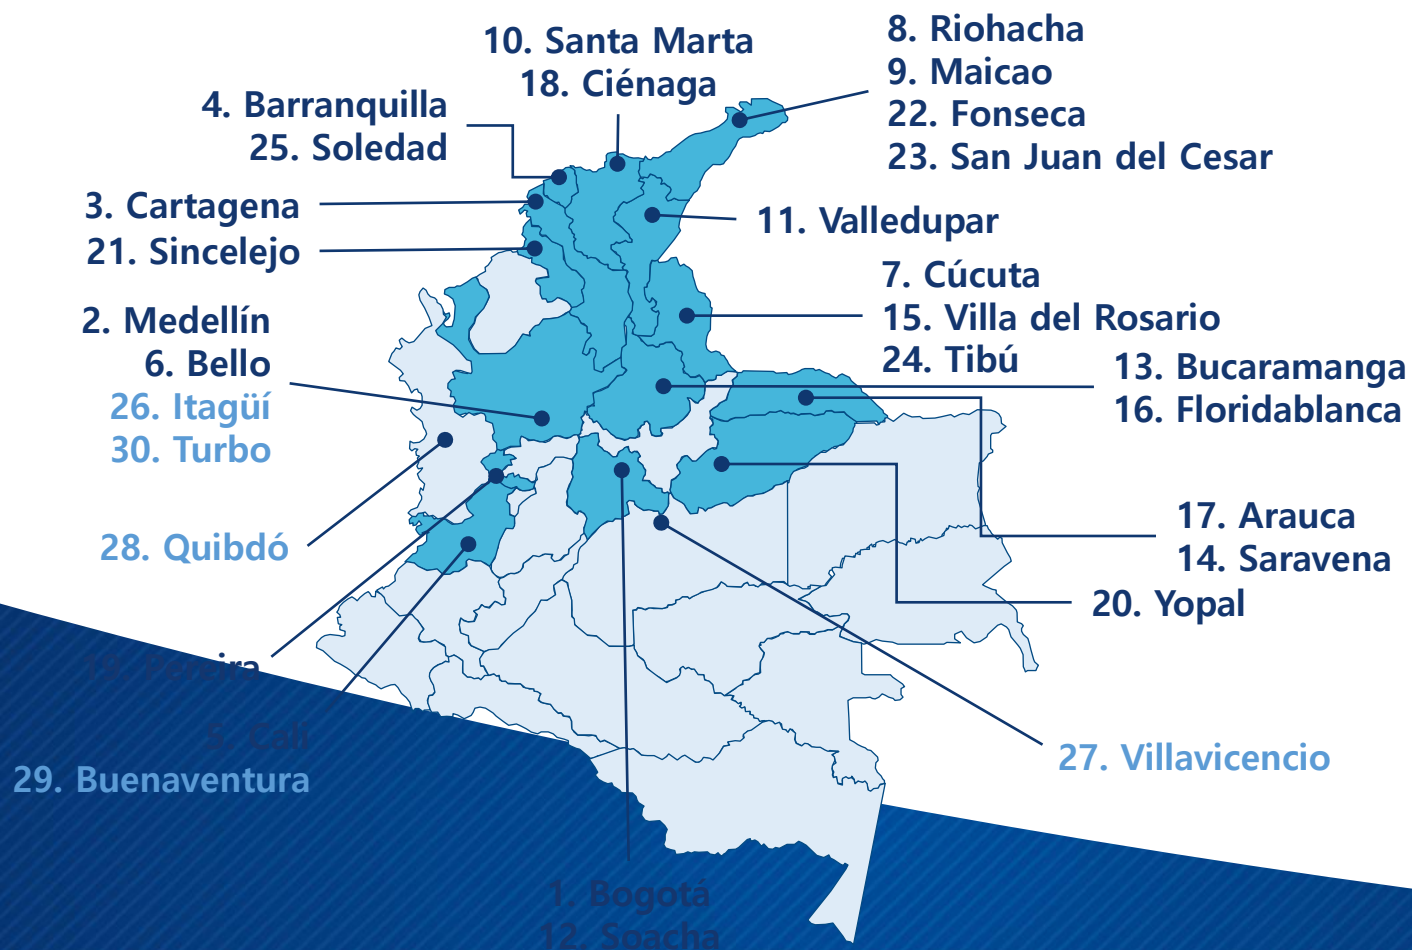 10. Santa Marta
18. Ciénaga
8. Riohacha
9. Maicao
22. Fonseca
23. San Juan del Cesar
4. Barranquilla
25. Soledad
3. Cartagena
21. Sincelejo
11. Valledupar
7. Cúcuta
15. Villa del Rosario
24. Tibú
2. Medellín
6. Bello
26. Itagüí
30. Turbo
13. Bucaramanga
16. Floridablanca
28. Quibdó
17. Arauca
14. Saravena
20. Yopal
19. Pereira
5. Cali
29. Buenaventura
27. Villavicencio
1. Bogotá
12. Soacha